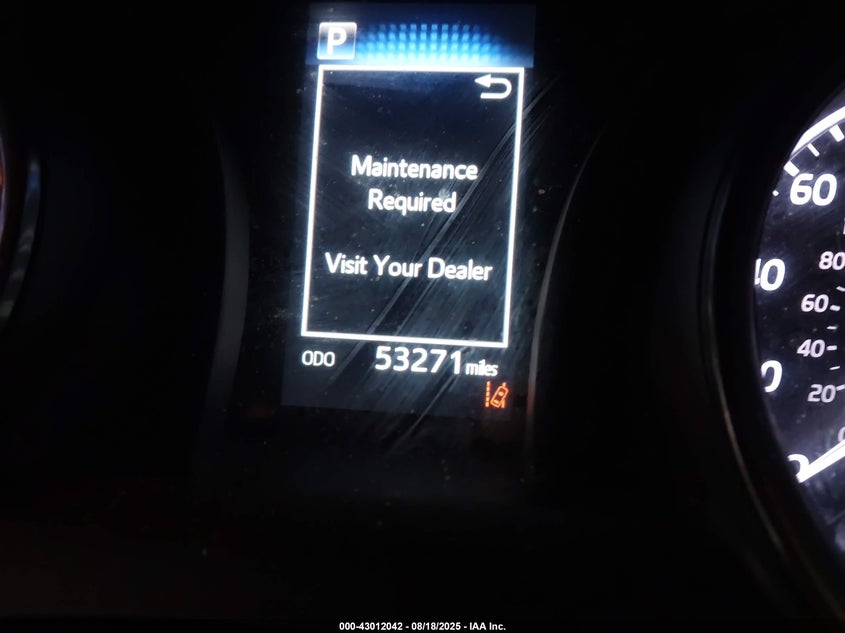 P
Maintenance
Required
Visit Your Dealer
ODO 53271 miles
60
80
60
40
20
000-43012042 - 08/18/2025 - IAA Inc.